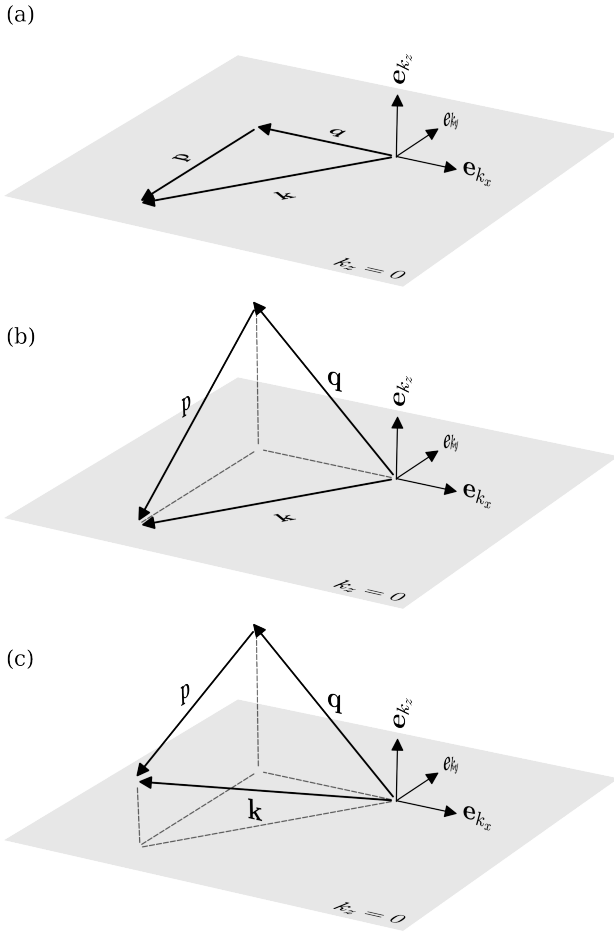 (a)
e_{k_z}
e_{k_y}
q
p
e_{k_x}
k
k_z = 0
(b)
e_{k_z}
q
p
e_{k_y}
e_{k_x}
k
k_z = 0
(c)
p
q
e_{k_z}
e_{k_y}
k
e_{k_x}
k_z = 0